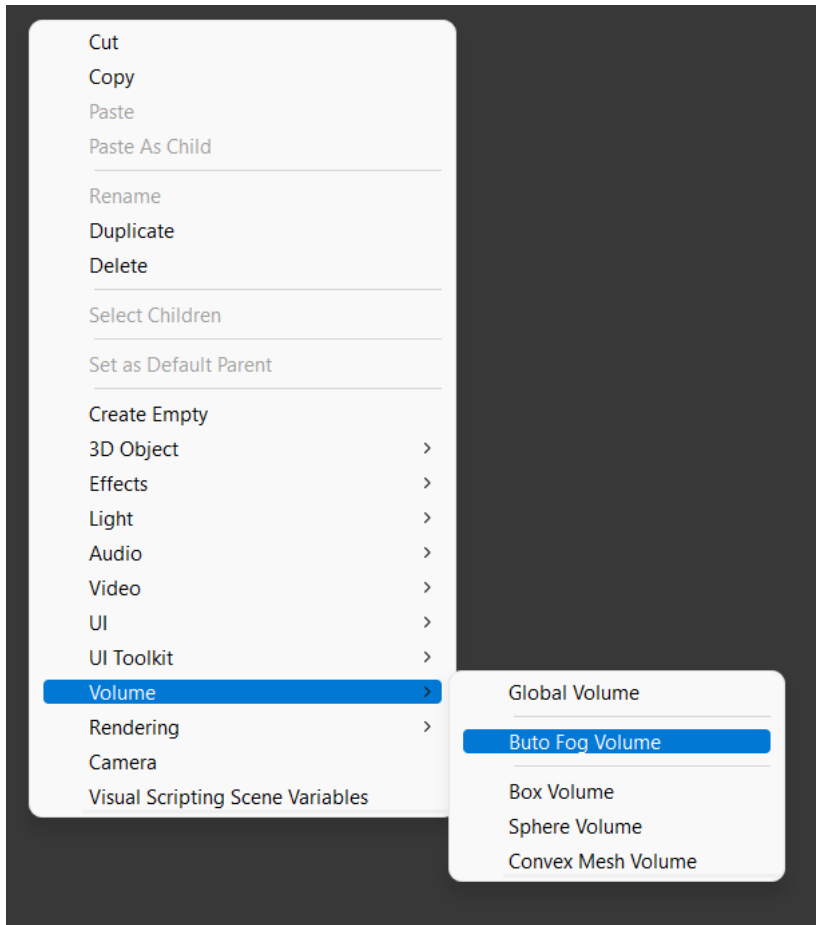 Cut
Copy
Paste
Paste As Child
Rename
Duplicate
Delete
Select Children
Set as Default Parent
Create Empty
3D Object
Effects
Light
Audio
Video
UI
UI Toolkit
Volume
Rendering
Camera
Visual Scripting Scene Variables
Global Volume
Buto Fog Volume
Box Volume
Sphere Volume
Convex Mesh Volume